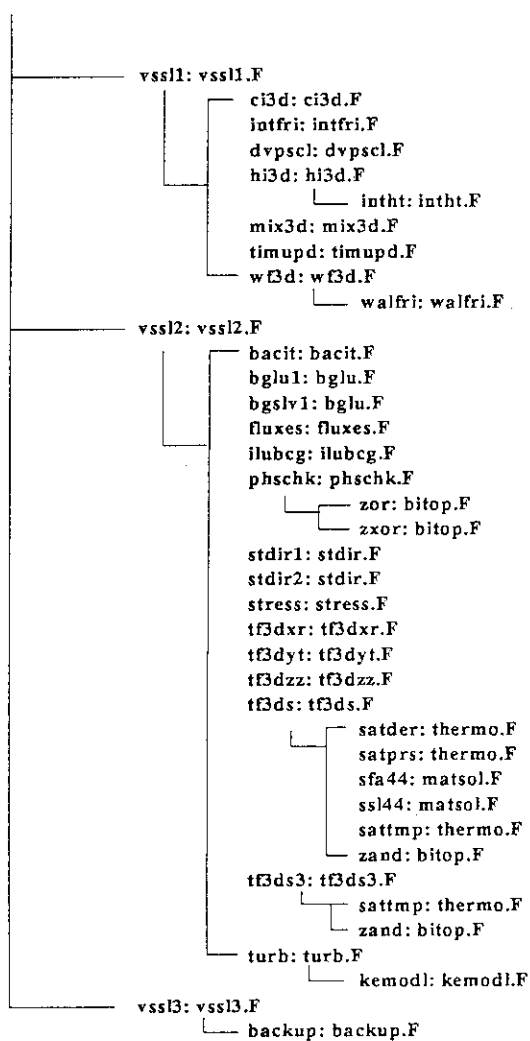 vssl1: vssl1.F
ci3d: ci3d.F
intfri: intfri.F
dvpscl: dvpscl.F
hi3d: hi3d.F
intht: intht.F
mix3d: mix3d.F
timupd: timupd.F
wf3d: wf3d.F
walfri: walfri.F
vssl2: vssl2.F
bacit: bacit.F
bglu1: bglu.F
bgslv1: bglu.F
fluxes: fluxes.F
ilubcg: ilubcg.F
phschk: phschk.F
zor: bitop.F
zxor: bitop.F
stdir1: stdir.F
stdir2: stdir.F
stress: stress.F
tf3dxr: tf3dxr.F
tf3dyt: tf3dyt.F
tf3dzz: tf3dzz.F
tf3ds: tf3ds.F
satder: thermo.F
satprs: thermo.F
sfa44: matsol.F
ssl44: matsol.F
sattmp: thermo.F
zand: bitop.F
tf3ds3: tf3ds3.F
sattmp: thermo.F
zand: bitop.F
turb: turb.F
kemodl: kemodl.F
vssl3: vssl3.F
backup: backup.F